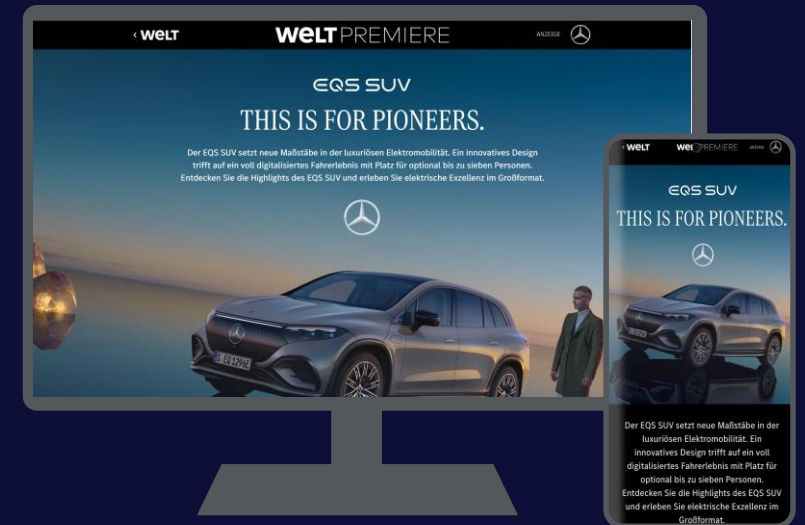 ‹ WELT WELTPREMIERE ANZEIGE
EQS SUV
THIS IS FOR PIONEERS.
Der EQS SUV setzt neue Maßstäbe in der luxuriösen Elektromobilität. Ein innovatives Design
trifft auf ein voll digitalisiertes Fahrerlebnis mit Platz für optional bis zu sieben Personen.
Entdecken Sie die Highlights des EQS SUV und erleben Sie elektrische Exzellenz im Großformat.
S EQ 1296E
‹ WELT WELTPREMIERE ANZEIGE
EQS SUV
THIS IS FOR PIONEERS.
Der EQS SUV setzt neue Maßstäbe in der
luxuriösen Elektromobilität. Ein
innovatives Design trifft auf ein voll
digitalisiertes Fahrerlebnis mit Platz für
optional bis zu sieben Personen.
Entdecken Sie die Highlights des EQS SUV
und erleben Sie elektrische Exzellenz im
Großformat.